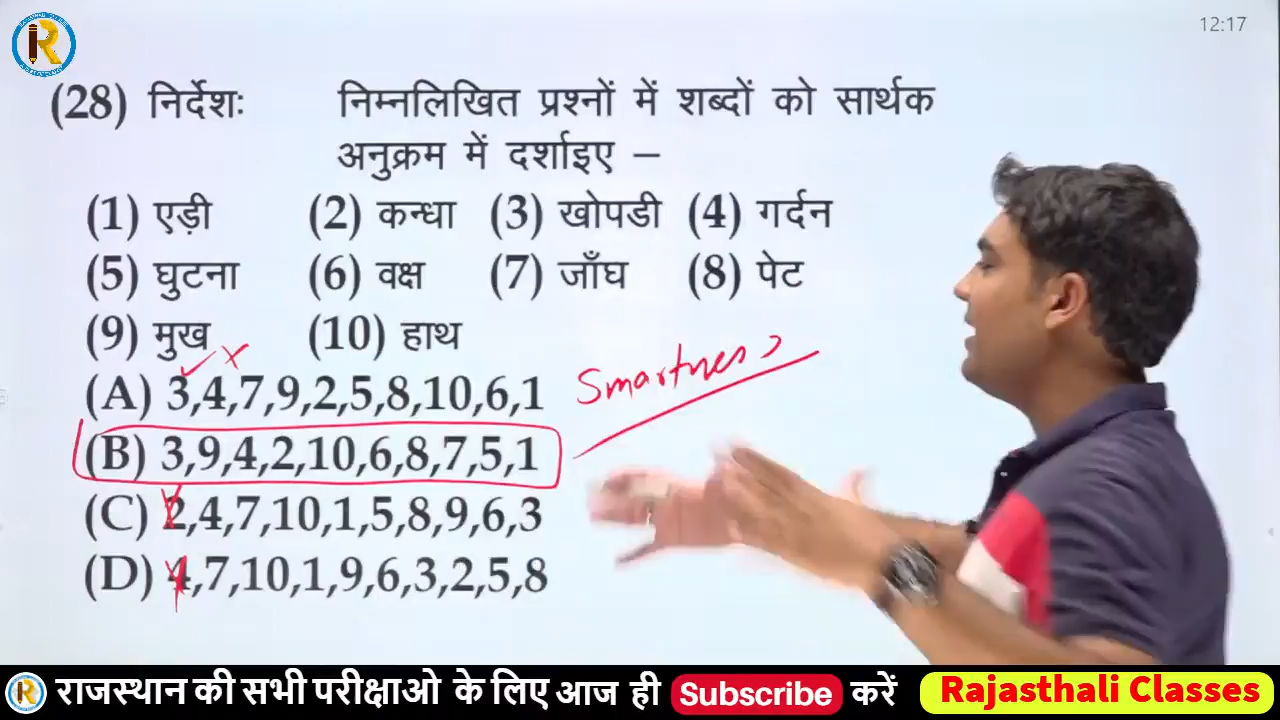 12:17
(28) निर्देशः निम्नलिखित प्रश्नों में शब्दों को सार्थक
अनुक्रम में दर्शाइए –
(1) एड़ी (2) कन्धा (3) खोपडी (4) गर्दन
(5) घुटना (6) वक्ष (7) जाँघ (8) पेट
(9) मुख (10) हाथ
(A) 3,4,7,9,2,5,8,10,6,1
Smartness
(B) 3,9,4,2,10,6,8,7,5,1
(C) 2,4,7,10,1,5,8,9,6,3
(D) 4,7,10,1,9,6,3,2,5,8
राजस्थान की सभी परीक्षाओ के लिए आज ही Subscribe करें Rajasthali Classes